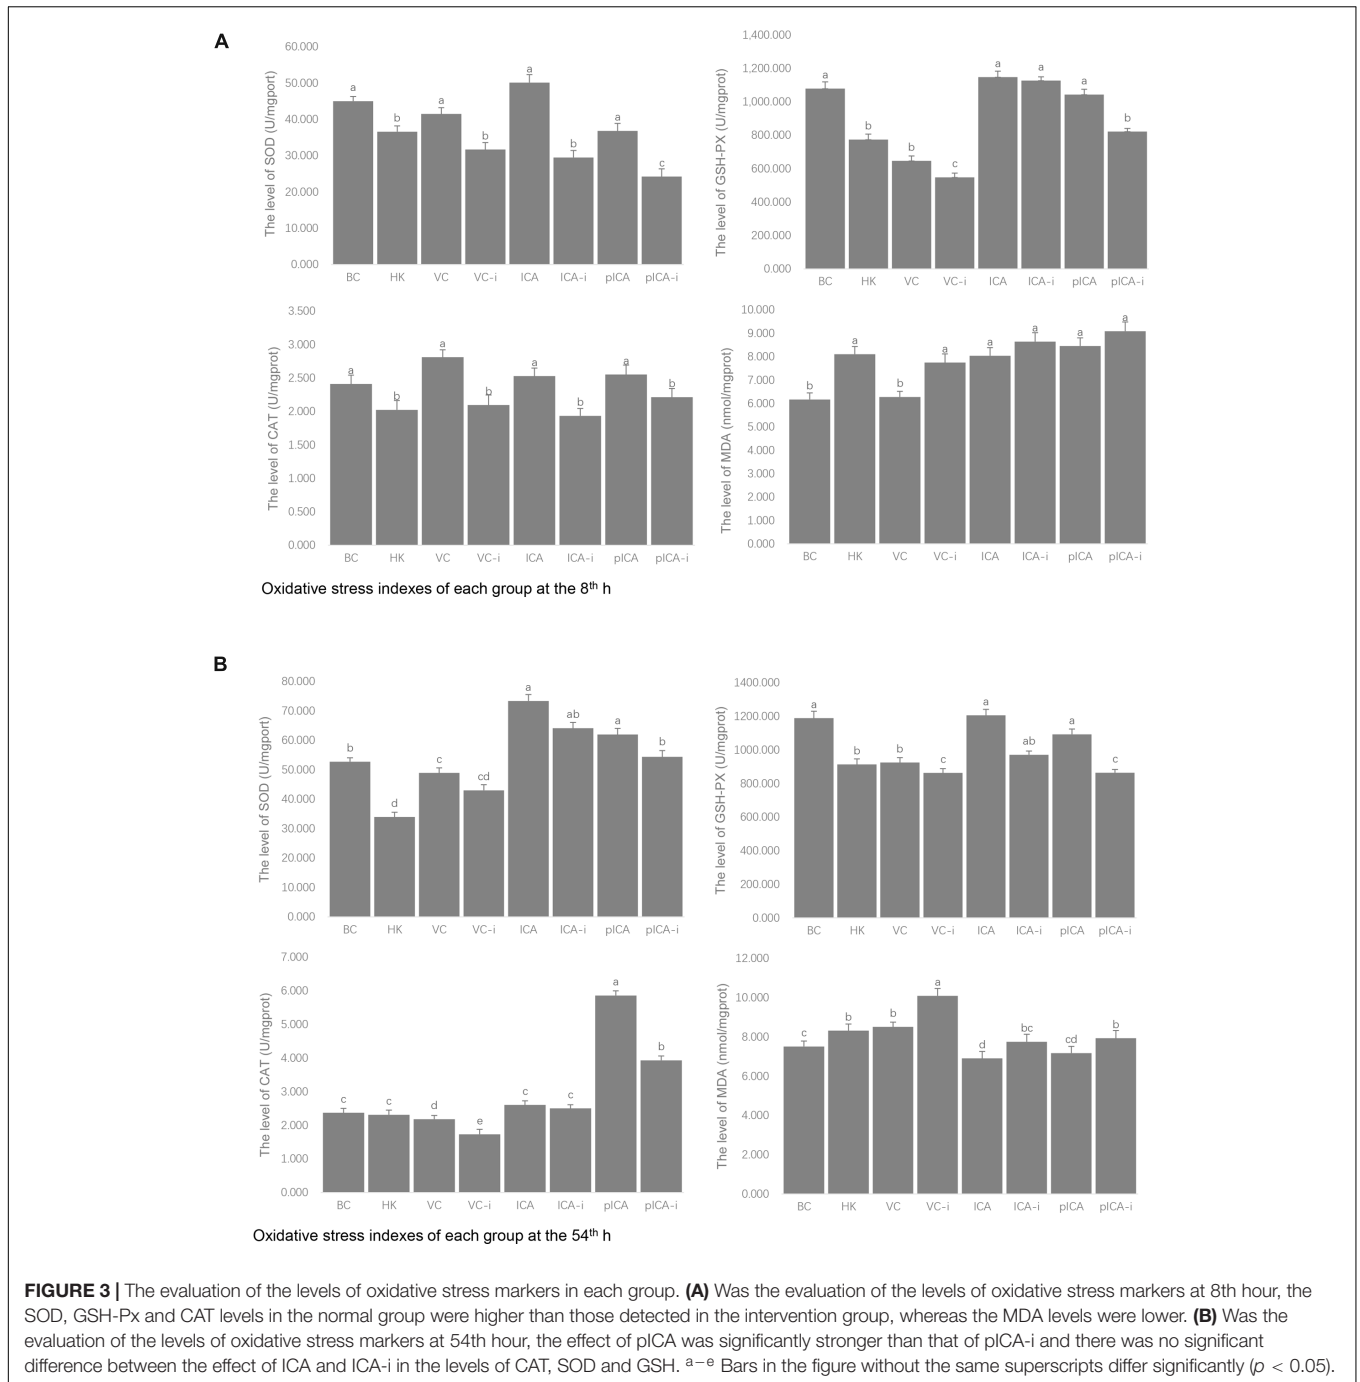 A
The level of SOD (U/mgport)
60.000
50.000
40.000
30.000
20.000
10.000
0.000
a
b
a
b
a
b
a
c
BC HK VC VC-i ICA ICA-i pICA pICA-i
The level of GSH-PX (U/mgprot)
1,400.000
1,200.000
1,000.000
800.000
600.000
400.000
200.000
0.000
a
b
b
c
a
a
a
b
BC HK VC VC-i ICA ICA-i pICA pICA-i
The level of CAT (U/mgprot)
3.500
3.000
2.500
2.000
1.500
1.000
0.500
0.000
a
b
a
b
a
b
a
b
BC HK VC VC-i ICA ICA-i pICA pICA-i
The level of MDA (nmol/mgprot)
10.000
9.000
8.000
7.000
6.000
5.000
4.000
3.000
2.000
1.000
0.000
b
a
b
a
a
a
a
a
BC HK VC VC-i ICA ICA-i pICA pICA-i
Oxidative stress indexes of each group at the 8th h
B
The level of SOD (U/mgport)
80.000
70.000
60.000
50.000
40.000
30.000
20.000
10.000
0.000
b
d
c
cd
a
ab
a
b
BC HK VC VC-i ICA ICA-i pICA pICA-i
The level of GSH-PX (U/mgprot)
1400.000
1200.000
1000.000
800.000
600.000
400.000
200.000
0.000
a
b
b
c
a
ab
a
c
BC HK VC VC-i ICA ICA-i pICA pICA-i
The level of CAT (U/mgprot)
7.000
6.000
5.000
4.000
3.000
2.000
1.000
0.000
c
c
d
e
c
c
a
b
BC HK VC VC-i ICA ICA-i pICA pICA-i
The level of MDA (nmol/mgprot)
12.000
10.000
8.000
6.000
4.000
2.000
0.000
c
b
b
a
d
bc
cd
b
BC HK VC VC-i ICA ICA-i pICA pICA-i
Oxidative stress indexes of each group at the 54th h
FIGURE 3 | The evaluation of the levels of oxidative stress markers in each group. (A) Was the evaluation of the levels of oxidative stress markers at 8th hour, the
SOD, GSH-Px and CAT levels in the normal group were higher than those detected in the intervention group, whereas the MDA levels were lower. (B) Was the
evaluation of the levels of oxidative stress markers at 54th hour, the effect of pICA was significantly stronger than that of pICA-i and there was no significant
difference between the effect of ICA and ICA-i in the levels of CAT, SOD and GSH. a–e Bars in the figure without the same superscripts differ significantly (p < 0.05).